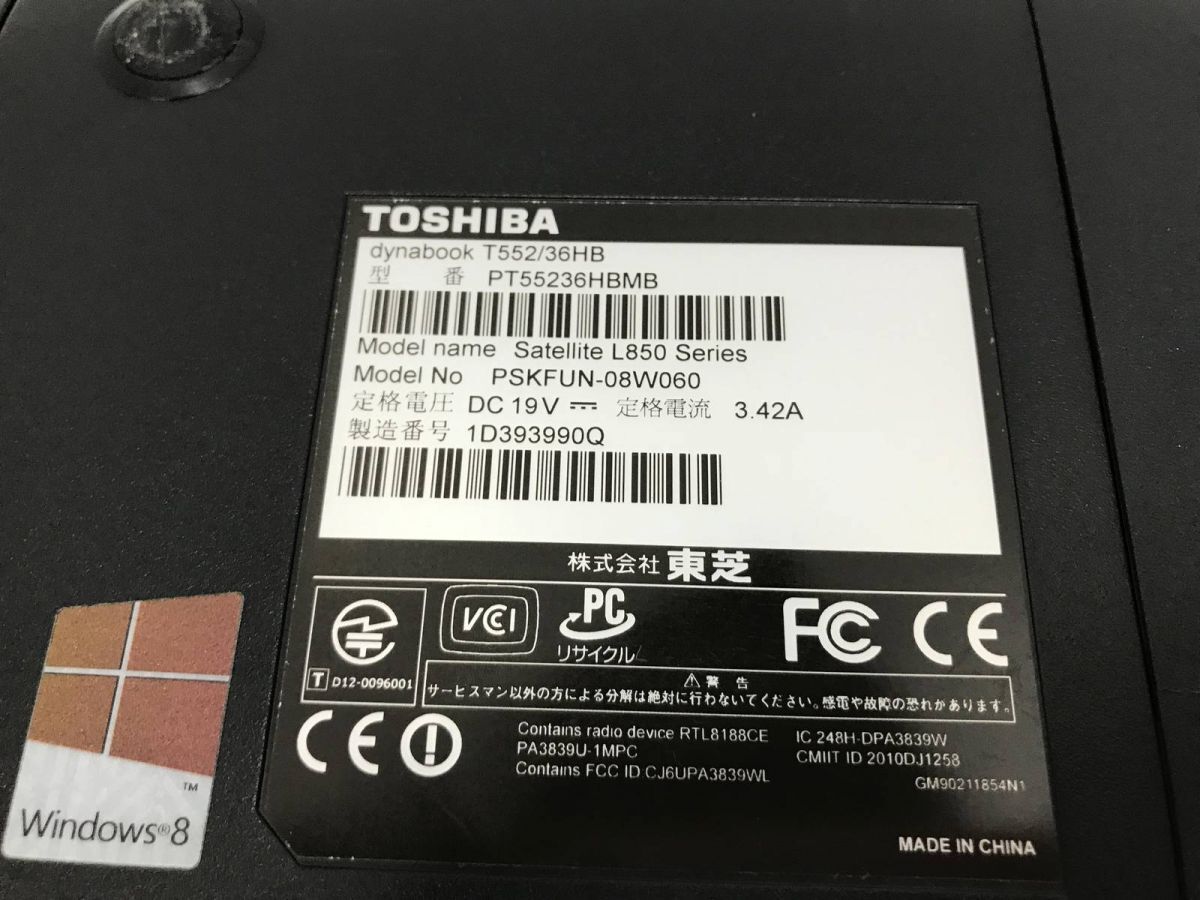 TOSHIBA
dynabook T552/36HB
型 番 PT55236HBMB
Model name Satellite L850 Series
Model No PSKFUN-08W060
定格電圧 DC 19V 定格電流 3.42A
製造番号 1D393990Q
株式会社 東芝
VCI
PC
リサイクル
FC CE
T D12-0096001
⚠ 警 告
サービスマン以外の方による分解は絶対に行わないでください。感電や故障の恐れがあります。
CE
Contains radio device RTL8188CE
PA3839U-1MPC
Contains FCC ID CJ6UPA3839WL
IC 248H-DPA3839W
CMIIT ID 2010DJ1258
GM90211854N1
MADE IN CHINA
TM
Windows®8